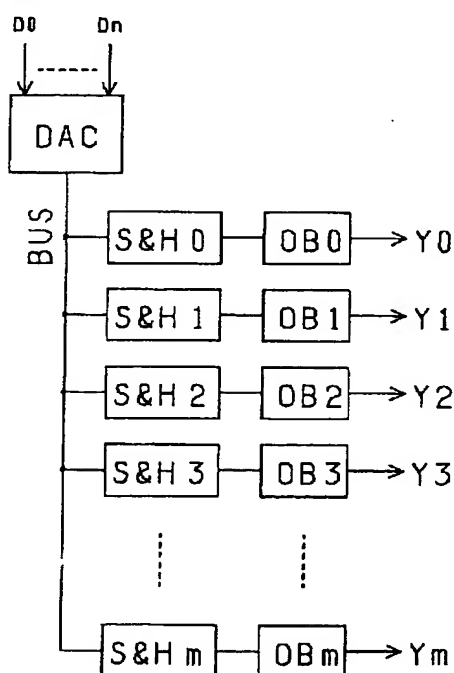 D0 Dn
DAC
BUS
S&H 0 OB0 Y0
S&H 1 OB1 Y1
S&H 2 OB2 Y2
S&H 3 OB3 Y3
S&H m OBm Ym